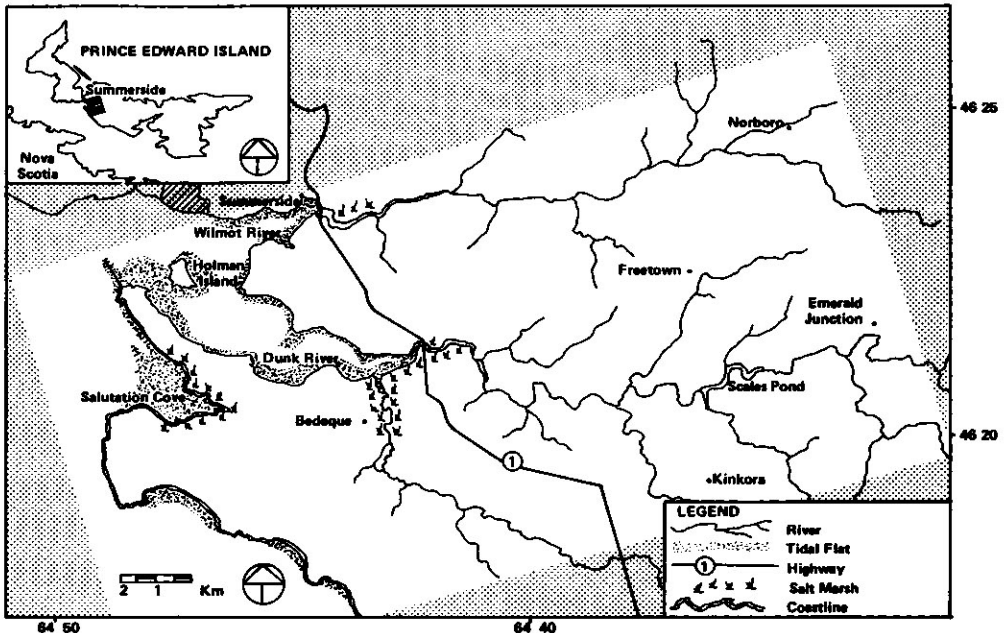 PRINCE EDWARD ISLAND
Summerside
Nova
Scotia
46 25
Norboro
Summerside
Wilmot River
Holman
Island
Freetown
Emerald
Junction
Dunk River
Salutation Cove
Scales Pond
Bedeque
46 20
1
Kinkora
LEGEND
River
Tidal Flat
1
Highway
Salt Marsh
Coastline
2 1 Km
64 50
64 40